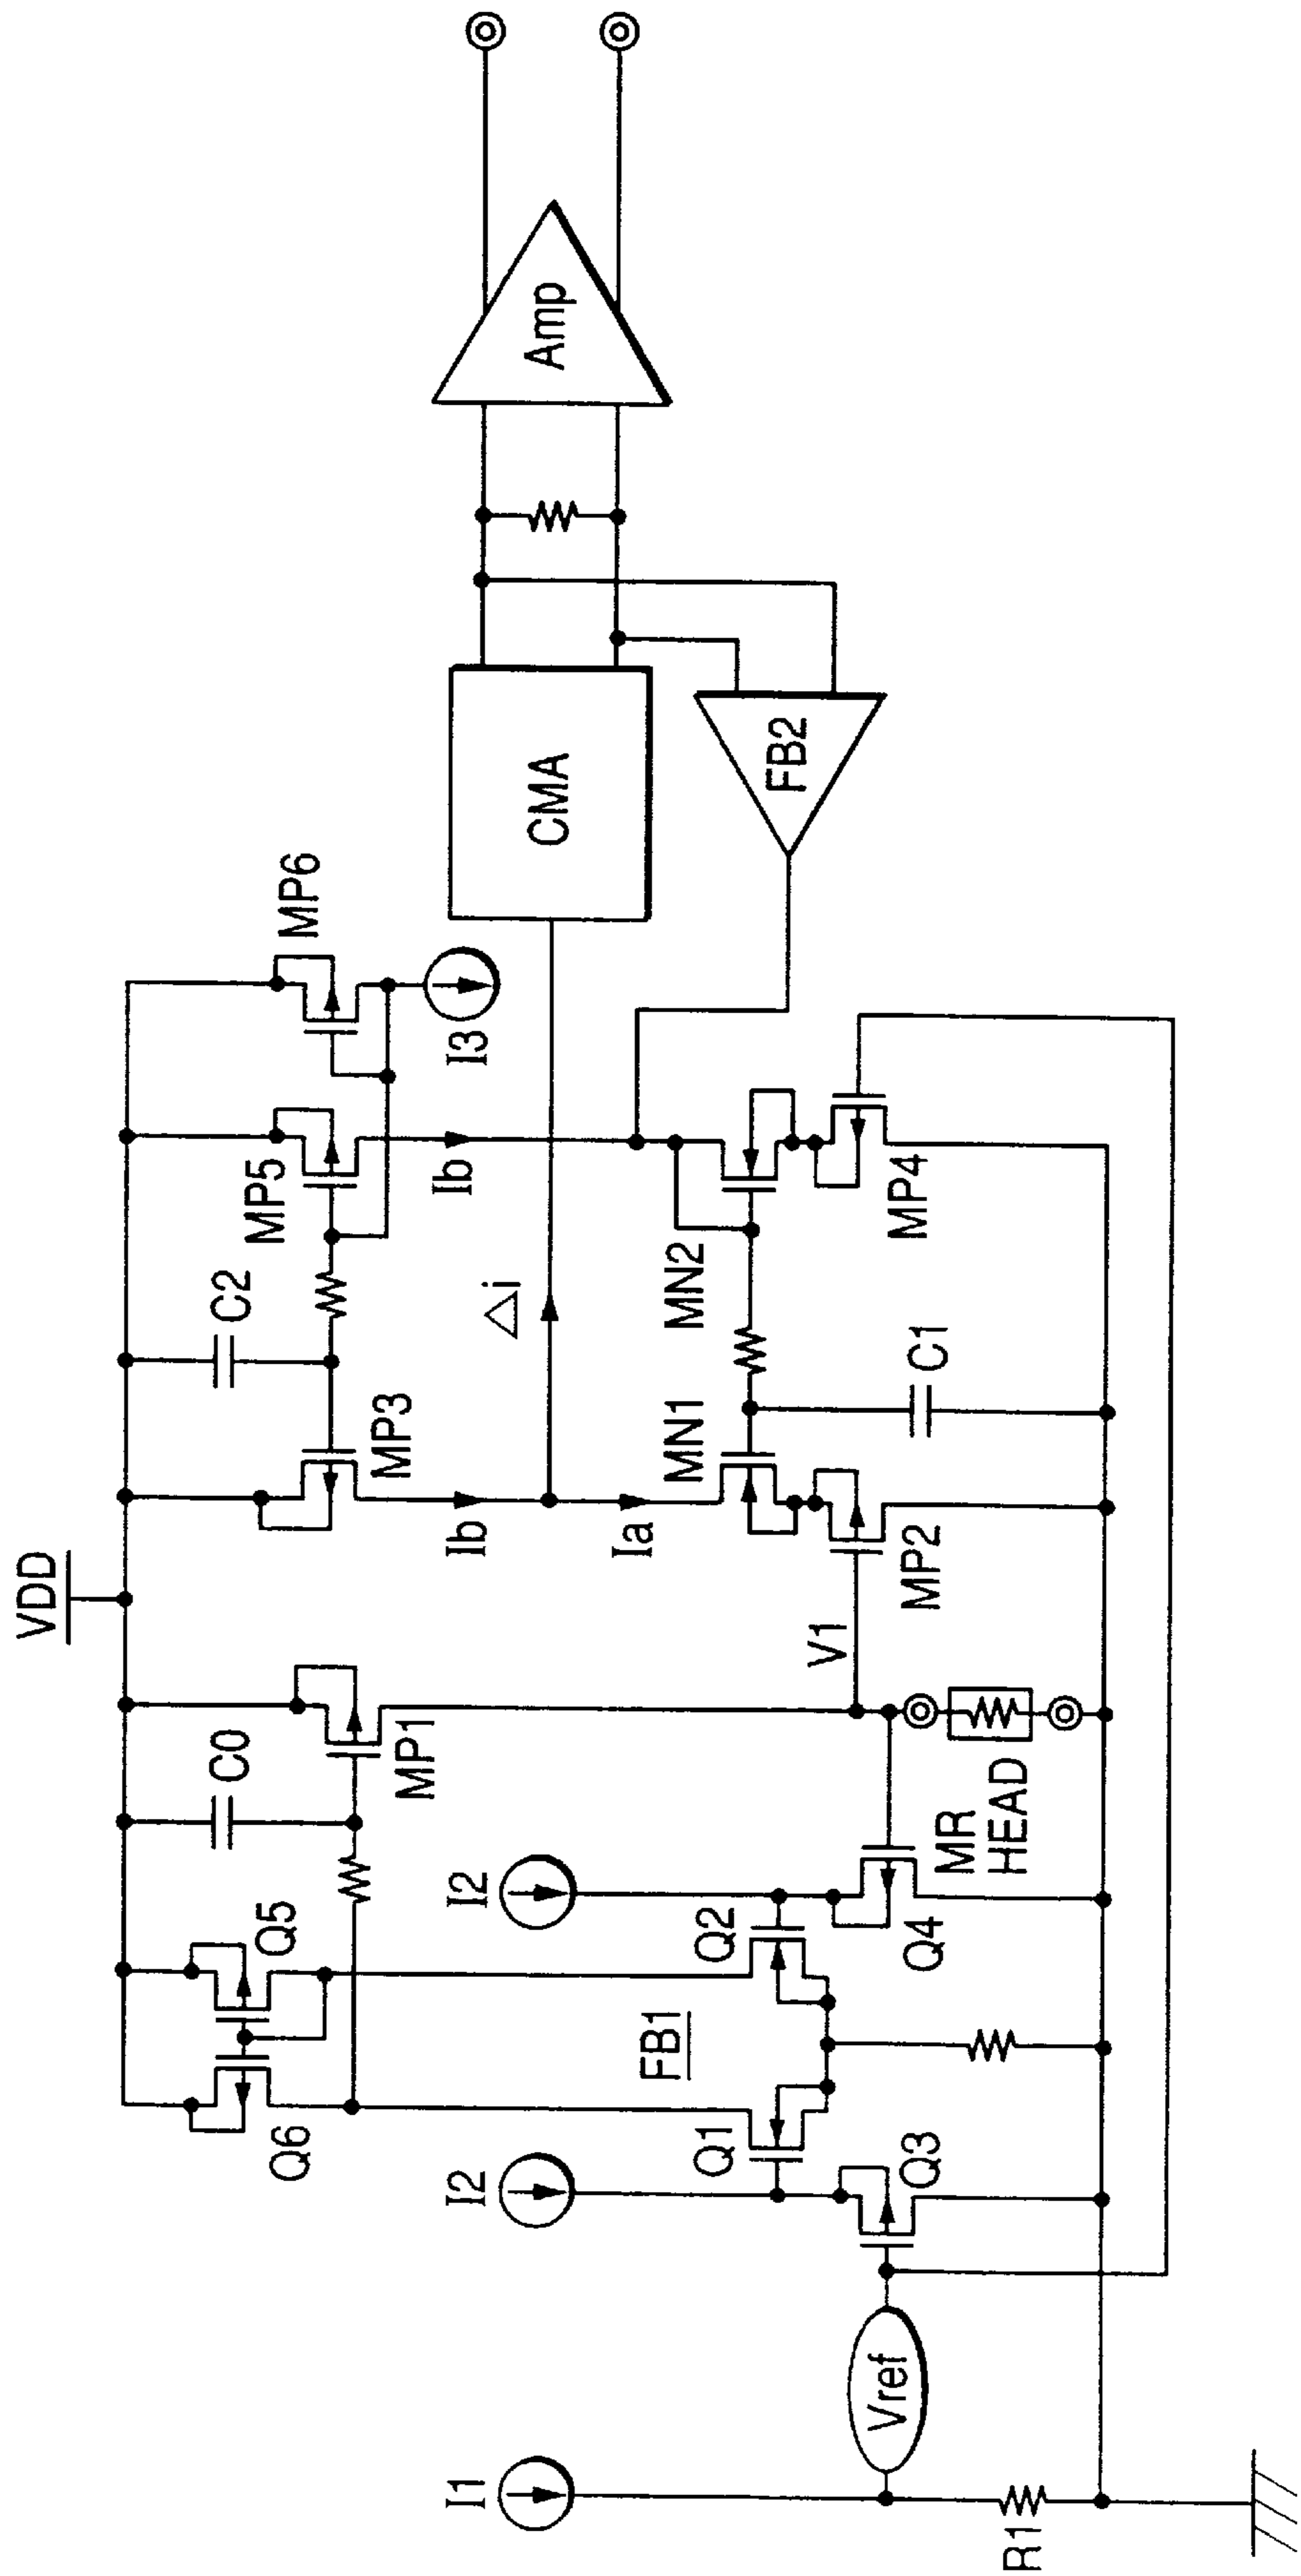 VDD
C0
C2
Q6
Q5
MP1
MP3
MP5
MP6
I1
I2
I2
Ib
Ib
I3
△i
Ia
CMA
Amp
FB1
Q1
Q2
MN1
MN2
FB2
V1
Vref
Q3
Q4
MR
HEAD
MP2
C1
MP4
R1